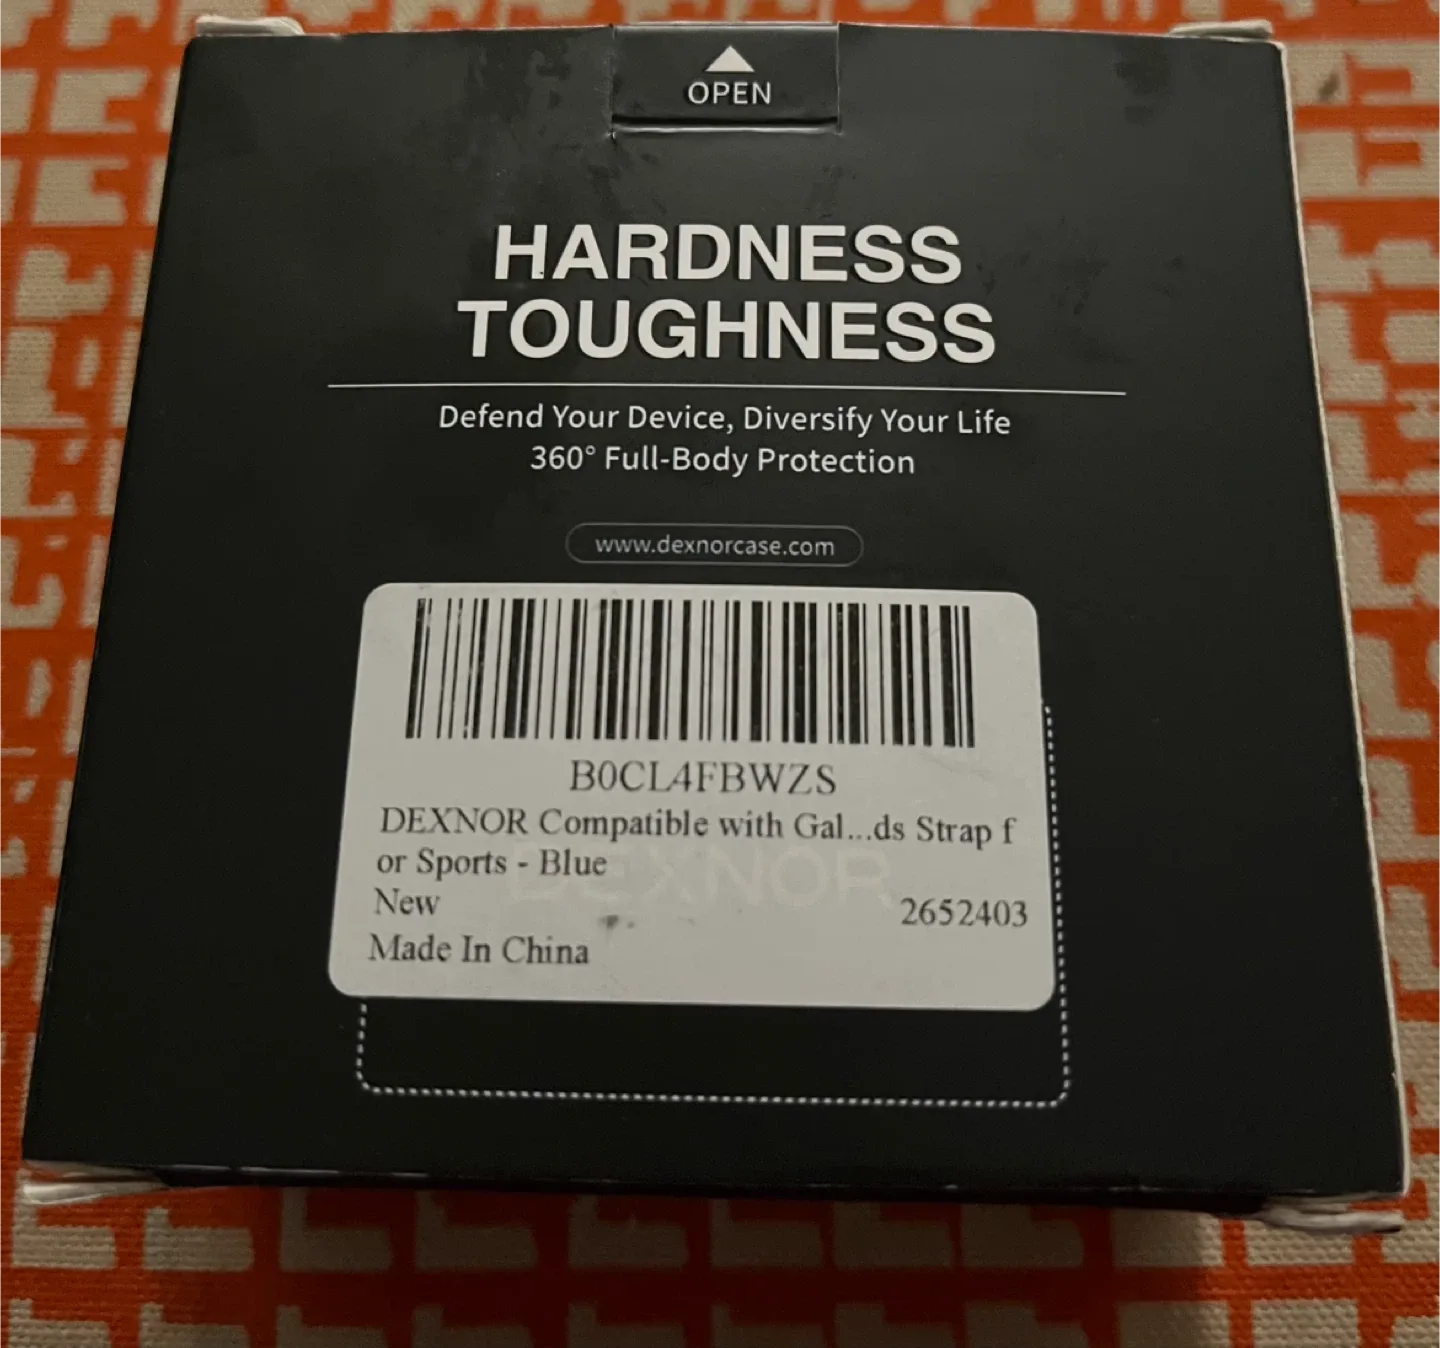 OPEN
HARDNESS
TOUGHNESS
Defend Your Device, Diversify Your Life
360° Full-Body Protection
www.dexnorcase.com
B0CL4FBWZS
DEXNOR Compatible with Gal...ds Strap f
or Sports - Blue
DEXNOR
New
2652403
Made In China